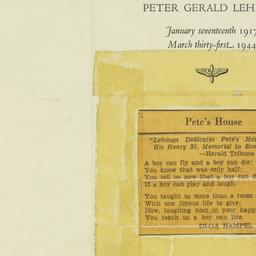 PETER GERALD LEH
January seventeenth 1917
March thirty-first 1944
Pete's House
"Lehman Dedicates Pete's Hou
His Henry St. Memorial to Son
—Herald Tribune
A boy can fly and a boy can die:
You knew that was only half;
You tell us now that a boy can d
If a boy can play and laugh.
You taught us more than a room
With one joyous life to give;
Now, laughing host in your happy
You teach us a boy can live.
OLGA HAMPEL